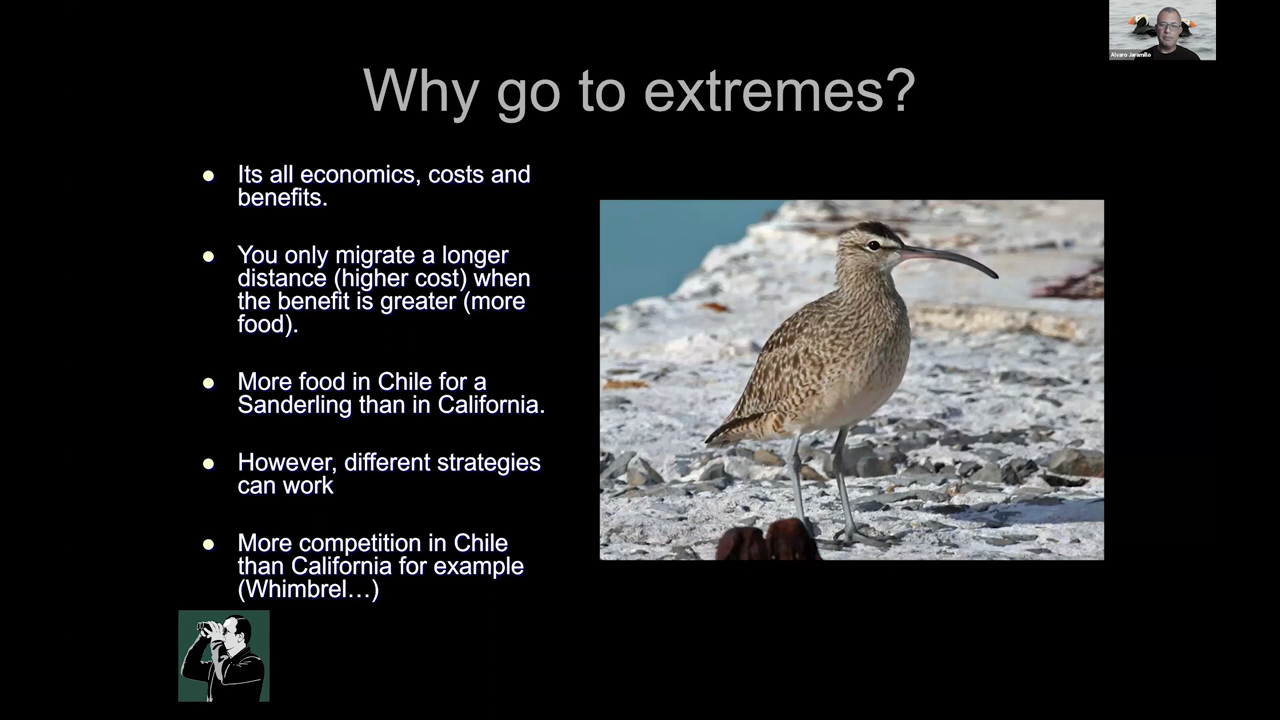 Alvaro Jaramillo
Why go to extremes?
Its all economics, costs and
benefits.
You only migrate a longer
distance (higher cost) when
the benefit is greater (more
food).
More food in Chile for a
Sanderling than in California.
However, different strategies
can work
More competition in Chile
than California for example
(Whimbrel…)